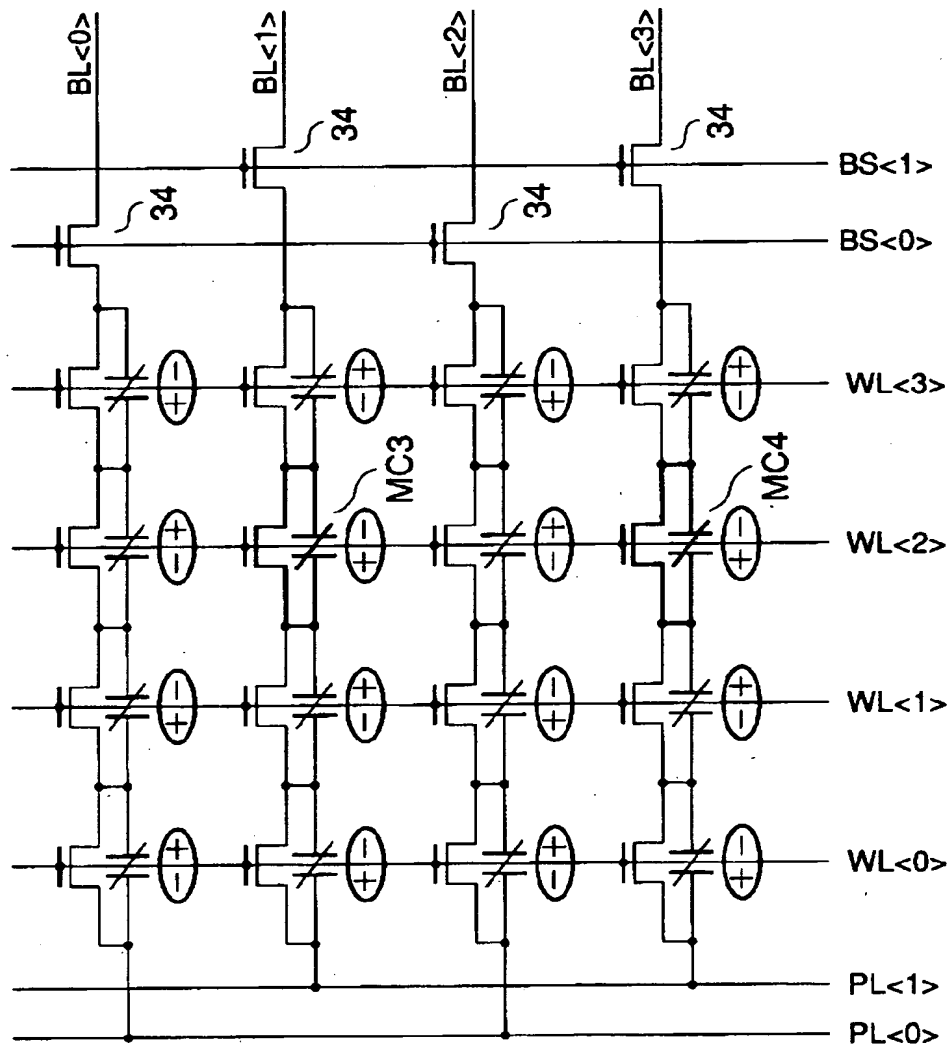 BL<0>
BL<1>
BL<2>
BL<3>
34
34
BS<1>
34
34
BS<0>
− +
+ −
− +
+ −
WL<3>
MC3
MC4
+ −
− +
+ −
− +
WL<2>
− +
+ −
− +
+ −
WL<1>
+ −
− +
+ −
− +
WL<0>
PL<1>
PL<0>